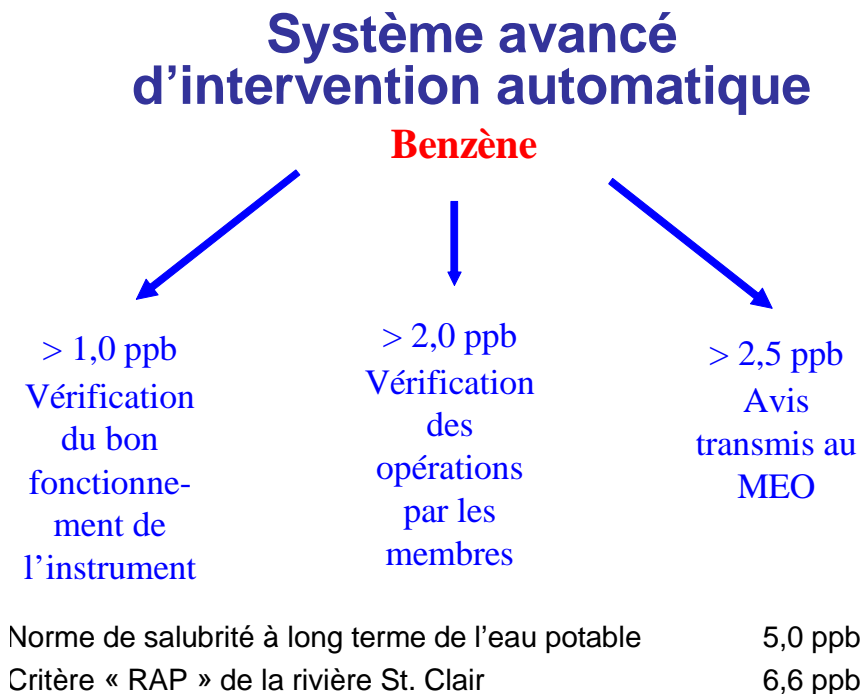 Système avancé
d’intervention automatique
Benzène
> 1,0 ppb
Vérification
du bon
fonctionne-
ment de
l’instrument
> 2,0 ppb
Vérification
des
opérations
par les
membres
> 2,5 ppb
Avis
transmis au
MEO
Norme de salubrité à long terme de l’eau potable 5,0 ppb
Critère « RAP » de la rivière St. Clair 6,6 ppb